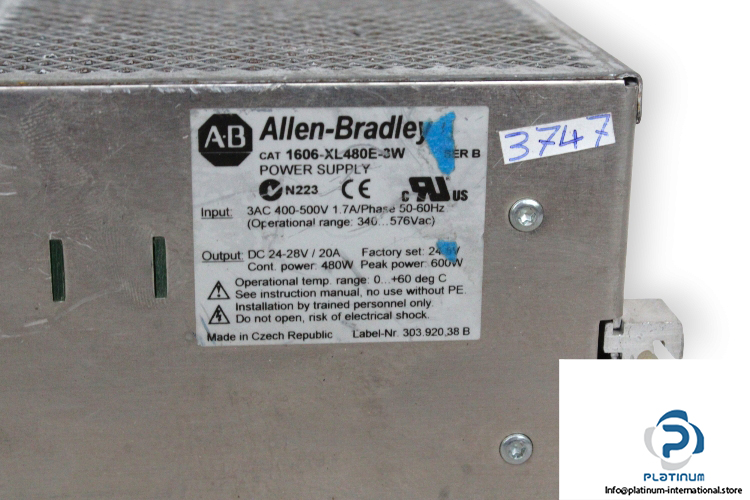 A-B Allen-Bradley
CAT 1606-XL480E-3W SER B
POWER SUPPLY
N223 CE c RU US
Input: 3AC 400-500V 1.7A/Phase 50-60Hz
(Operational range: 340...576Vac)
Output: DC 24-28V / 20A Factory set:
Cont. power: 480W Peak power: 600W
Operational temp. range: 0...+60 deg C
See instruction manual, no use without PE.
Installation by trained personnel only.
Do not open, risk of electrical shock.
Made in Czech Republic Label-Nr. 303.920.38 B
3747
PLATINUM
Info@platinum-international.store